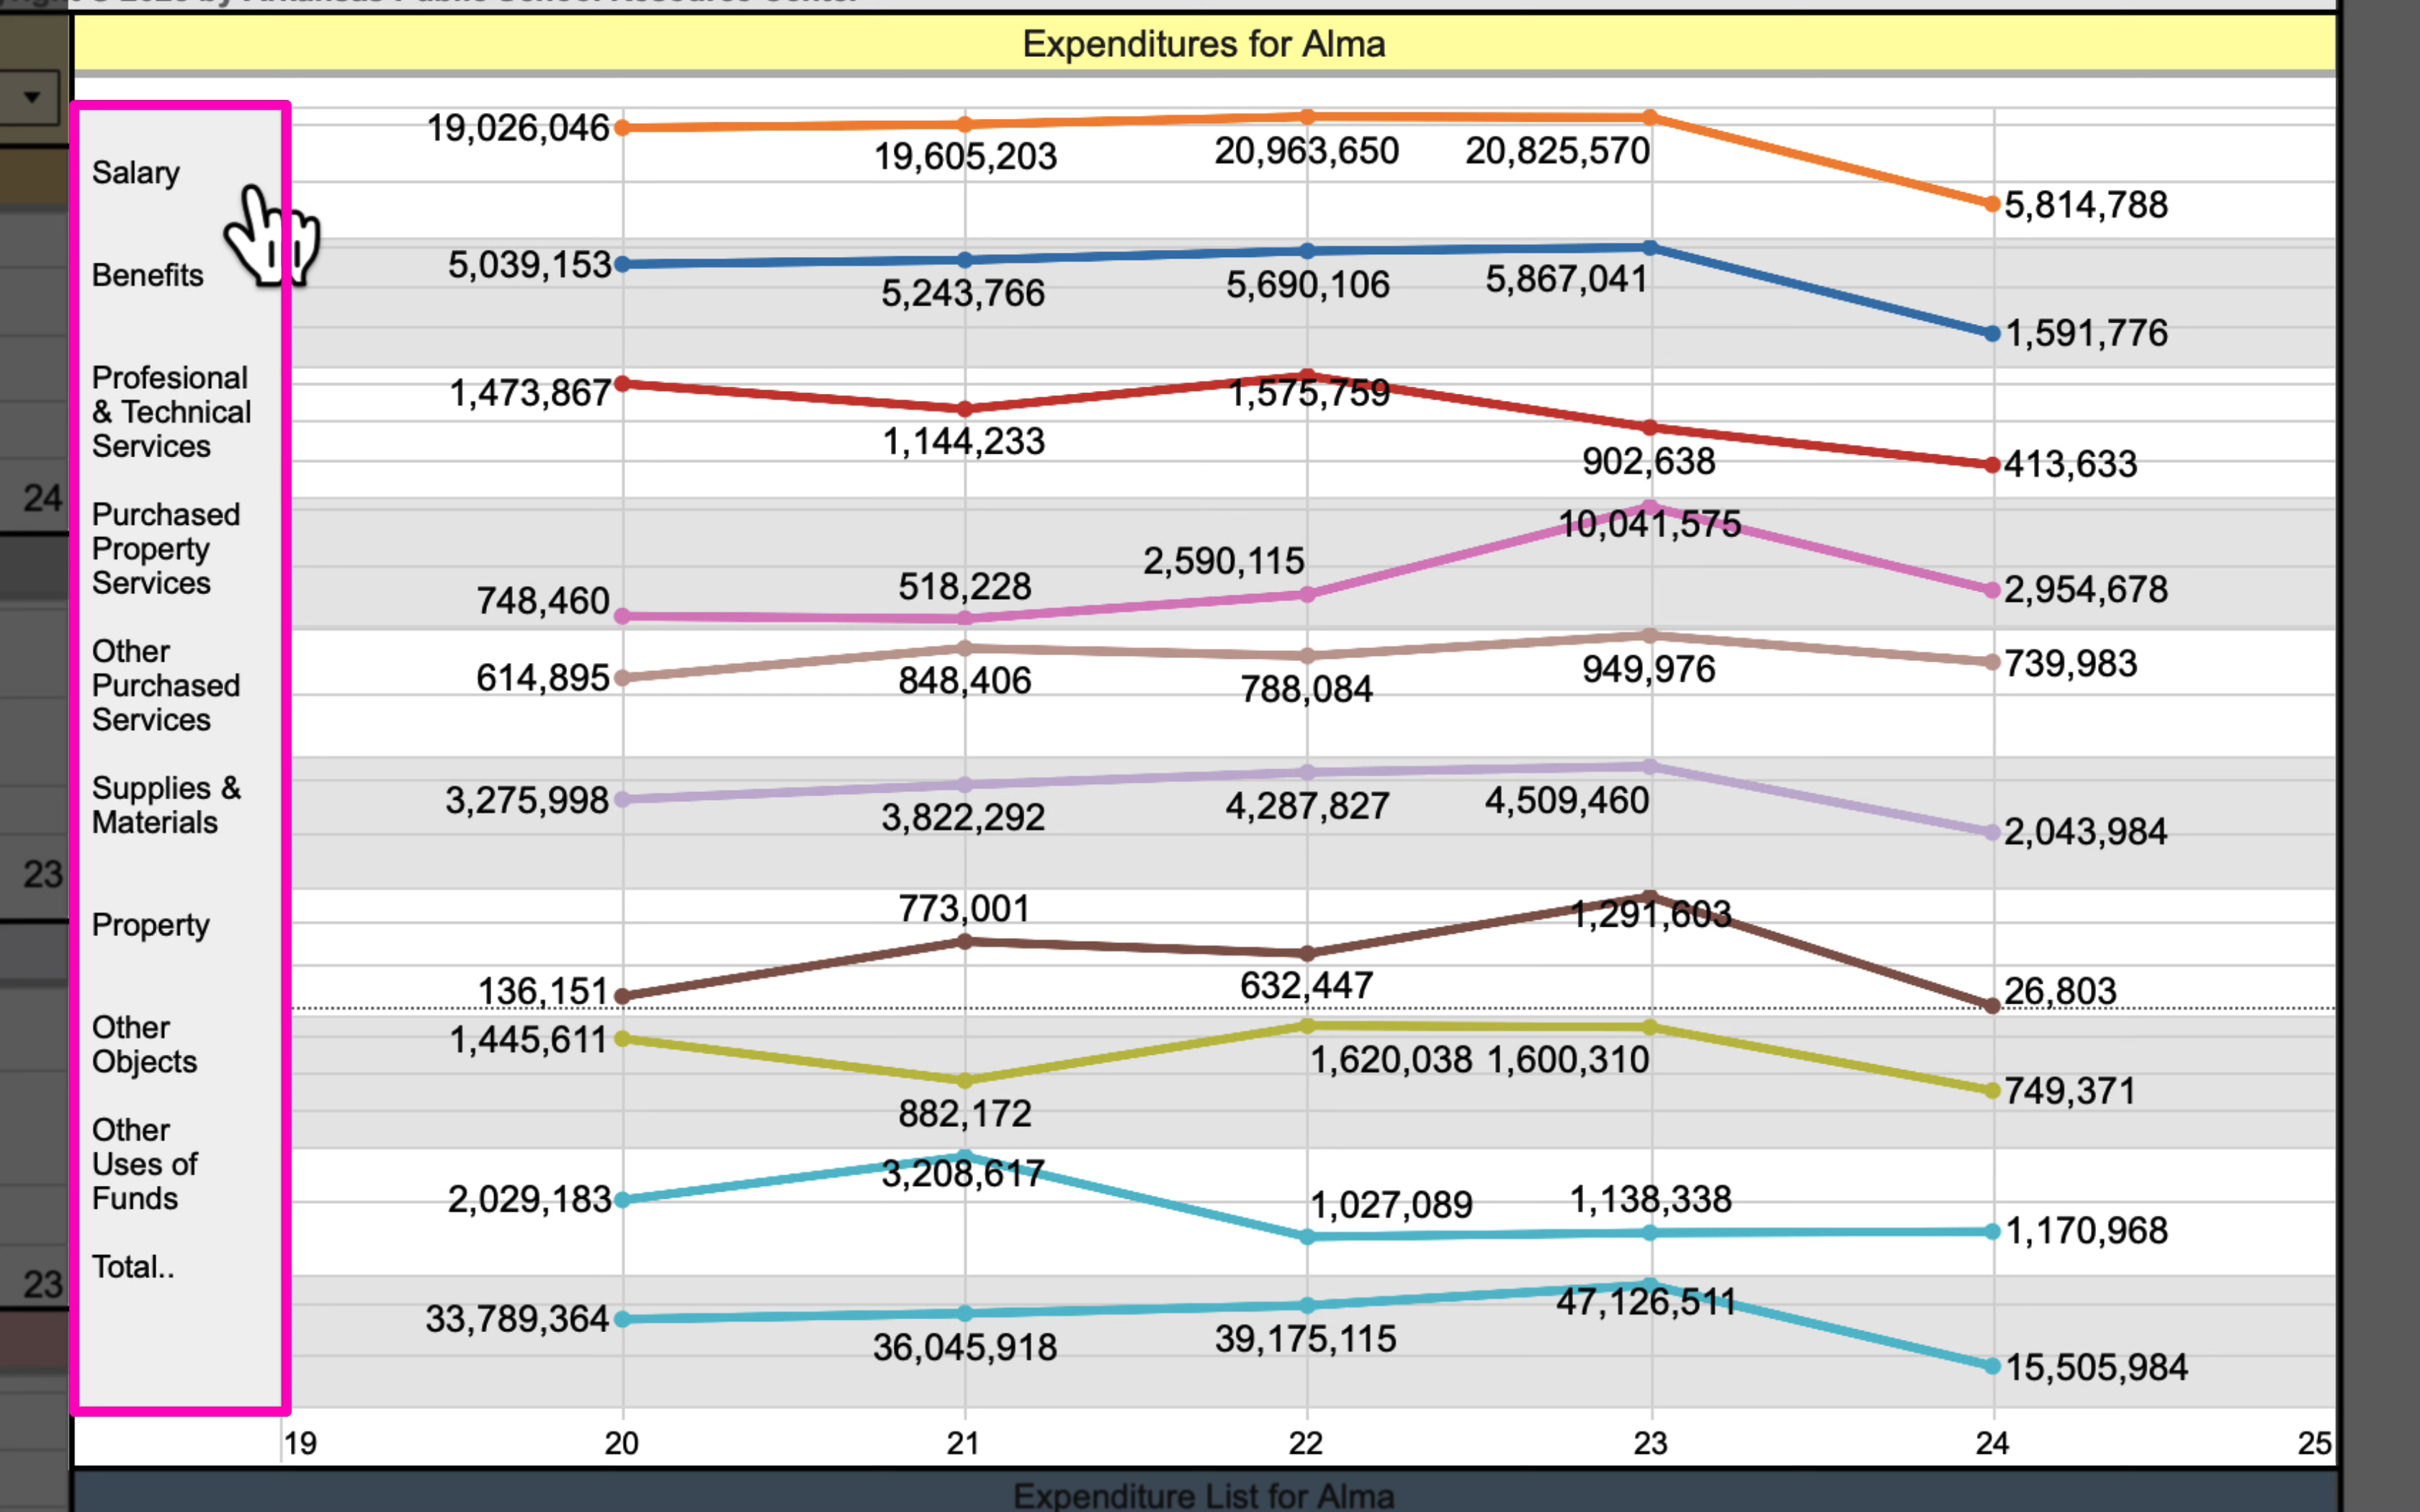 by Arkansas Public School Resource Center
Expenditures for Alma
Salary
19,026,046
19,605,203
20,963,650
20,825,570
5,814,788
Benefits
5,039,153
5,243,766
5,690,106
5,867,041
1,591,776
Profesional
& Technical
Services
1,473,867
1,144,233
1,575,759
902,638
413,633
24
Purchased
Property
Services
748,460
518,228
2,590,115
10,041,575
2,954,678
Other
Purchased
Services
614,895
848,406
788,084
949,976
739,983
Supplies &
Materials
3,275,998
3,822,292
4,287,827
4,509,460
2,043,984
23
Property
136,151
773,001
632,447
1,291,603
26,803
Other
Objects
1,445,611
882,172
1,620,038
1,600,310
749,371
Other
Uses of
Funds
2,029,183
3,208,617
1,027,089
1,138,338
1,170,968
Total..
23
33,789,364
36,045,918
39,175,115
47,126,511
15,505,984
19 20 21 22 23 24 25
Expenditure List for Alma